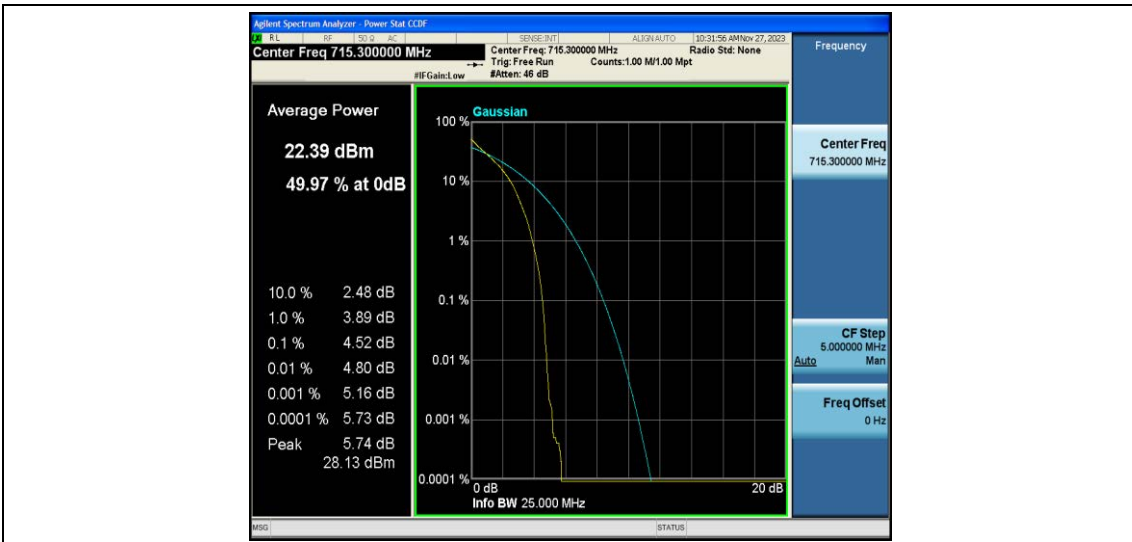 Agilent Spectrum Analyzer - Power Stat CCDF
LXI RL RF 50 Ω AC SENSE:INT ALIGN AUTO 10:31:56 AM Nov 27, 2023
Center Freq 715.300000 MHz
Center Freq: 715.300000 MHz Radio Std: None
Trig: Free Run Counts:1.00 M/1.00 Mpt
#IFGain:Low #Atten: 46 dB
Frequency
Average Power
22.39 dBm
49.97 % at 0dB
10.0 % 2.48 dB
1.0 % 3.89 dB
0.1 % 4.52 dB
0.01 % 4.80 dB
0.001 % 5.16 dB
0.0001 % 5.73 dB
Peak 5.74 dB
28.13 dBm
Gaussian
100 %
10 %
1 %
0.1 %
0.01 %
0.001 %
0.0001 %
0 dB 20 dB
Info BW 25.000 MHz
Center Freq
715.300000 MHz
CF Step
5.000000 MHz
Auto Man
Freq Offset
0 Hz
MSG STATUS